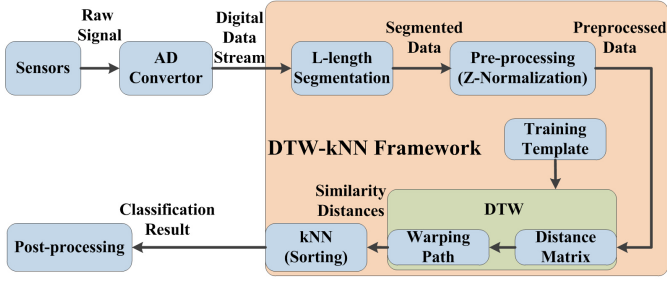 Raw
Signal
Digital
Data
Stream
Segmented
Data
Preprocessed
Data
Sensors
AD
Convertor
L-length
Segmentation
Pre-processing
(Z-Normalization)
Training
Template
DTW-kNN Framework
Similarity
Distances
DTW
Classification
Result
Post-processing
kNN
(Sorting)
Warping
Path
Distance
Matrix